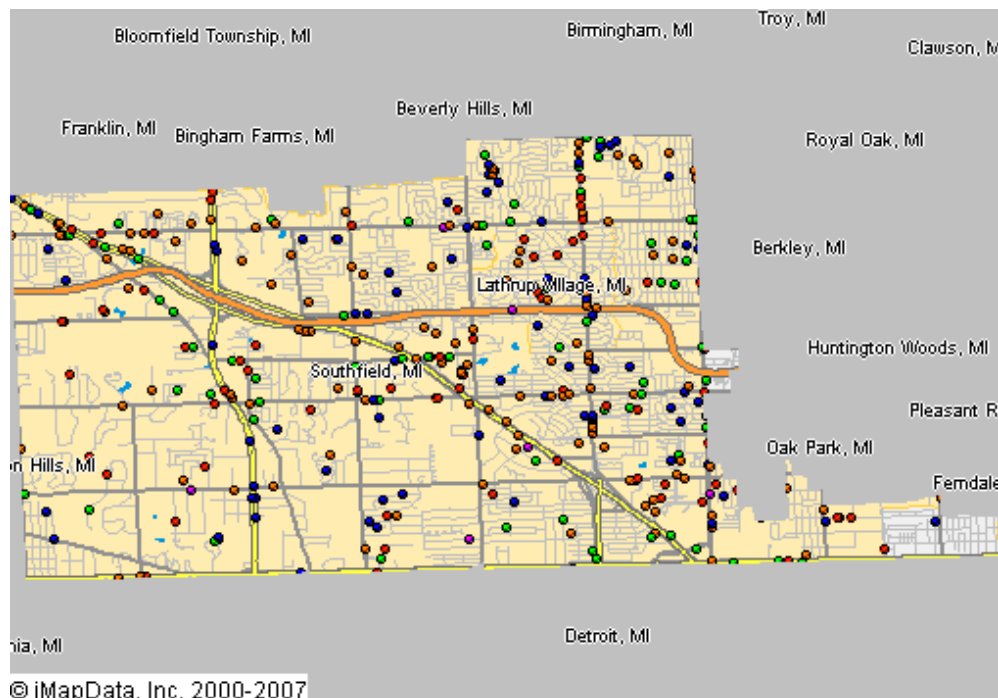 Troy, MI
Bloomfield Township, MI
Birmingham, MI
Clawson, M
Beverly Hills, MI
Franklin, MI
Bingham Farms, MI
Royal Oak, MI
Berkley, MI
Lathrup Village, MI
Huntington Woods, MI
Southfield, MI
Pleasant R
Oak Park, MI
on Hills, MI
Ferndale
Detroit, MI
nia, MI
© iMapData, Inc. 2000-2007